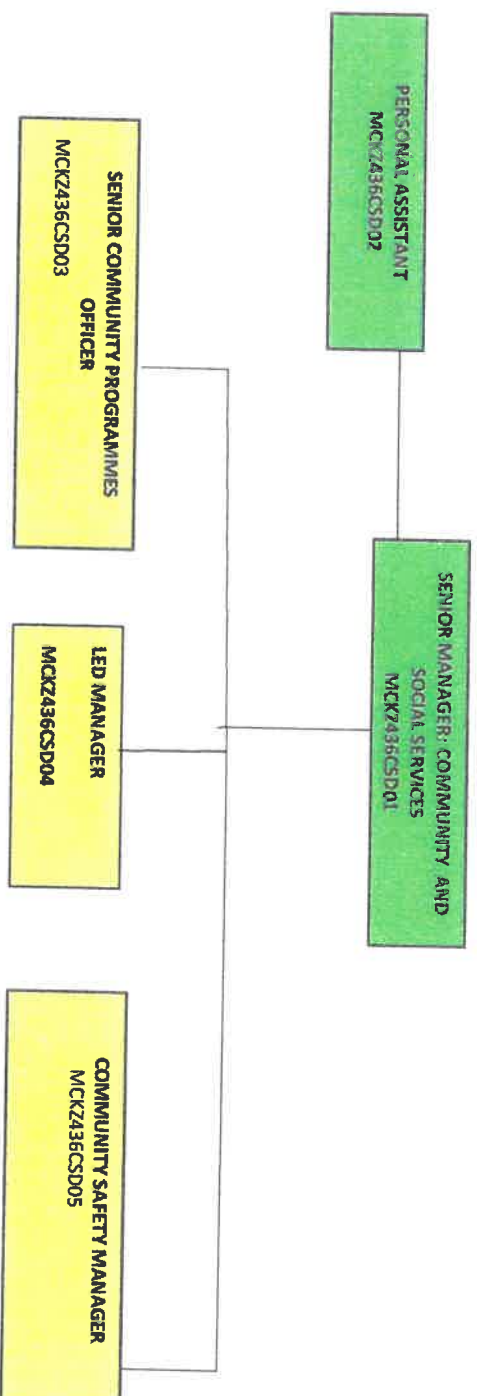 PERSONAL ASSISTANT
MCKZ436CSD02
SENIOR MANAGER: COMMUNITY AND
SOCIAL SERVICES
MCKZ436CSD01
SENIOR COMMUNITY PROGRAMMES
OFFICER
MCKZ436CSD03
LED MANAGER
MCKZ436CSD04
COMMUNITY SAFETY MANAGER
MCKZ436CSD05